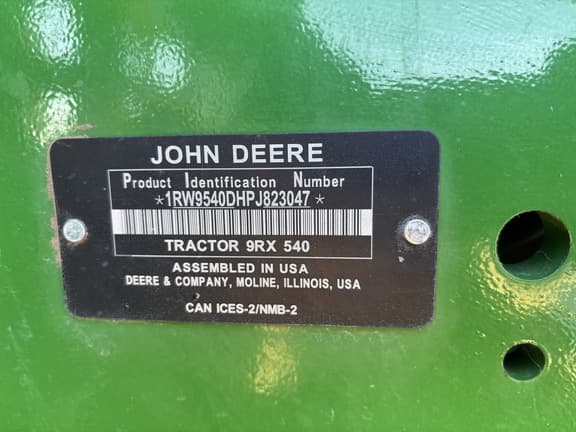 JOHN DEERE
Product Identification Number
*1RW9540DHPJ823047*
TRACTOR 9RX 540
ASSEMBLED IN USA
DEERE & COMPANY, MOLINE, ILLINOIS, USA
CAN ICES-2/NMB-2